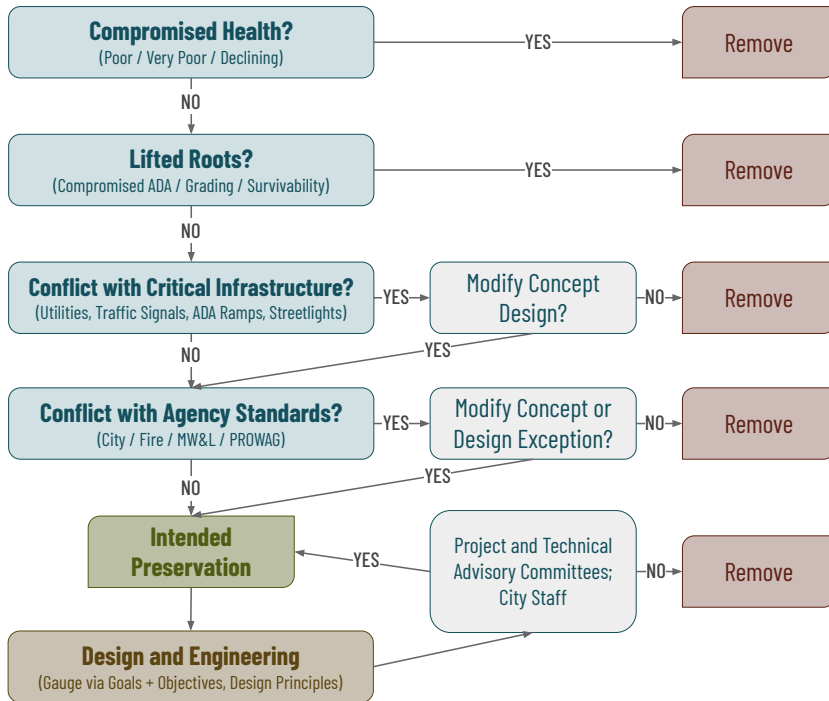 Compromised Health?
(Poor / Very Poor / Declining)
YES
Remove
NO
Lifted Roots?
(Compromised ADA / Grading / Survivability)
YES
Remove
NO
Conflict with Critical Infrastructure?
(Utilities, Traffic Signals, ADA Ramps, Streetlights)
YES
Modify Concept
Design?
NO
Remove
YES
NO
Conflict with Agency Standards?
(City / Fire / MW&L / PROWAG)
YES
Modify Concept or
Design Exception?
NO
Remove
YES
NO
Intended
Preservation
YES
Project and Technical
Advisory Committees;
City Staff
NO
Remove
Design and Engineering
(Gauge via Goals + Objectives, Design Principles)